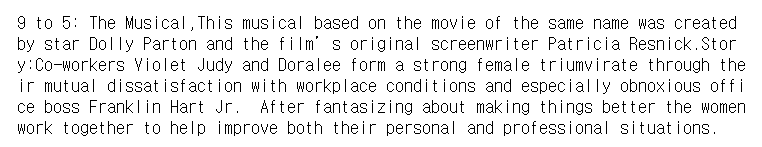 9 to 5: The Musical,This musical based on the movie of the same name was created
by star Dolly Parton and the film’s original screenwriter Patricia Resnick.Stor
y:Co-workers Violet Judy and Doralee form a strong female triumvirate through the
ir mutual dissatisfaction with workplace conditions and especially obnoxious offi
ce boss Franklin Hart Jr.  After fantasizing about making things better the women
work together to help improve both their personal and professional situations.